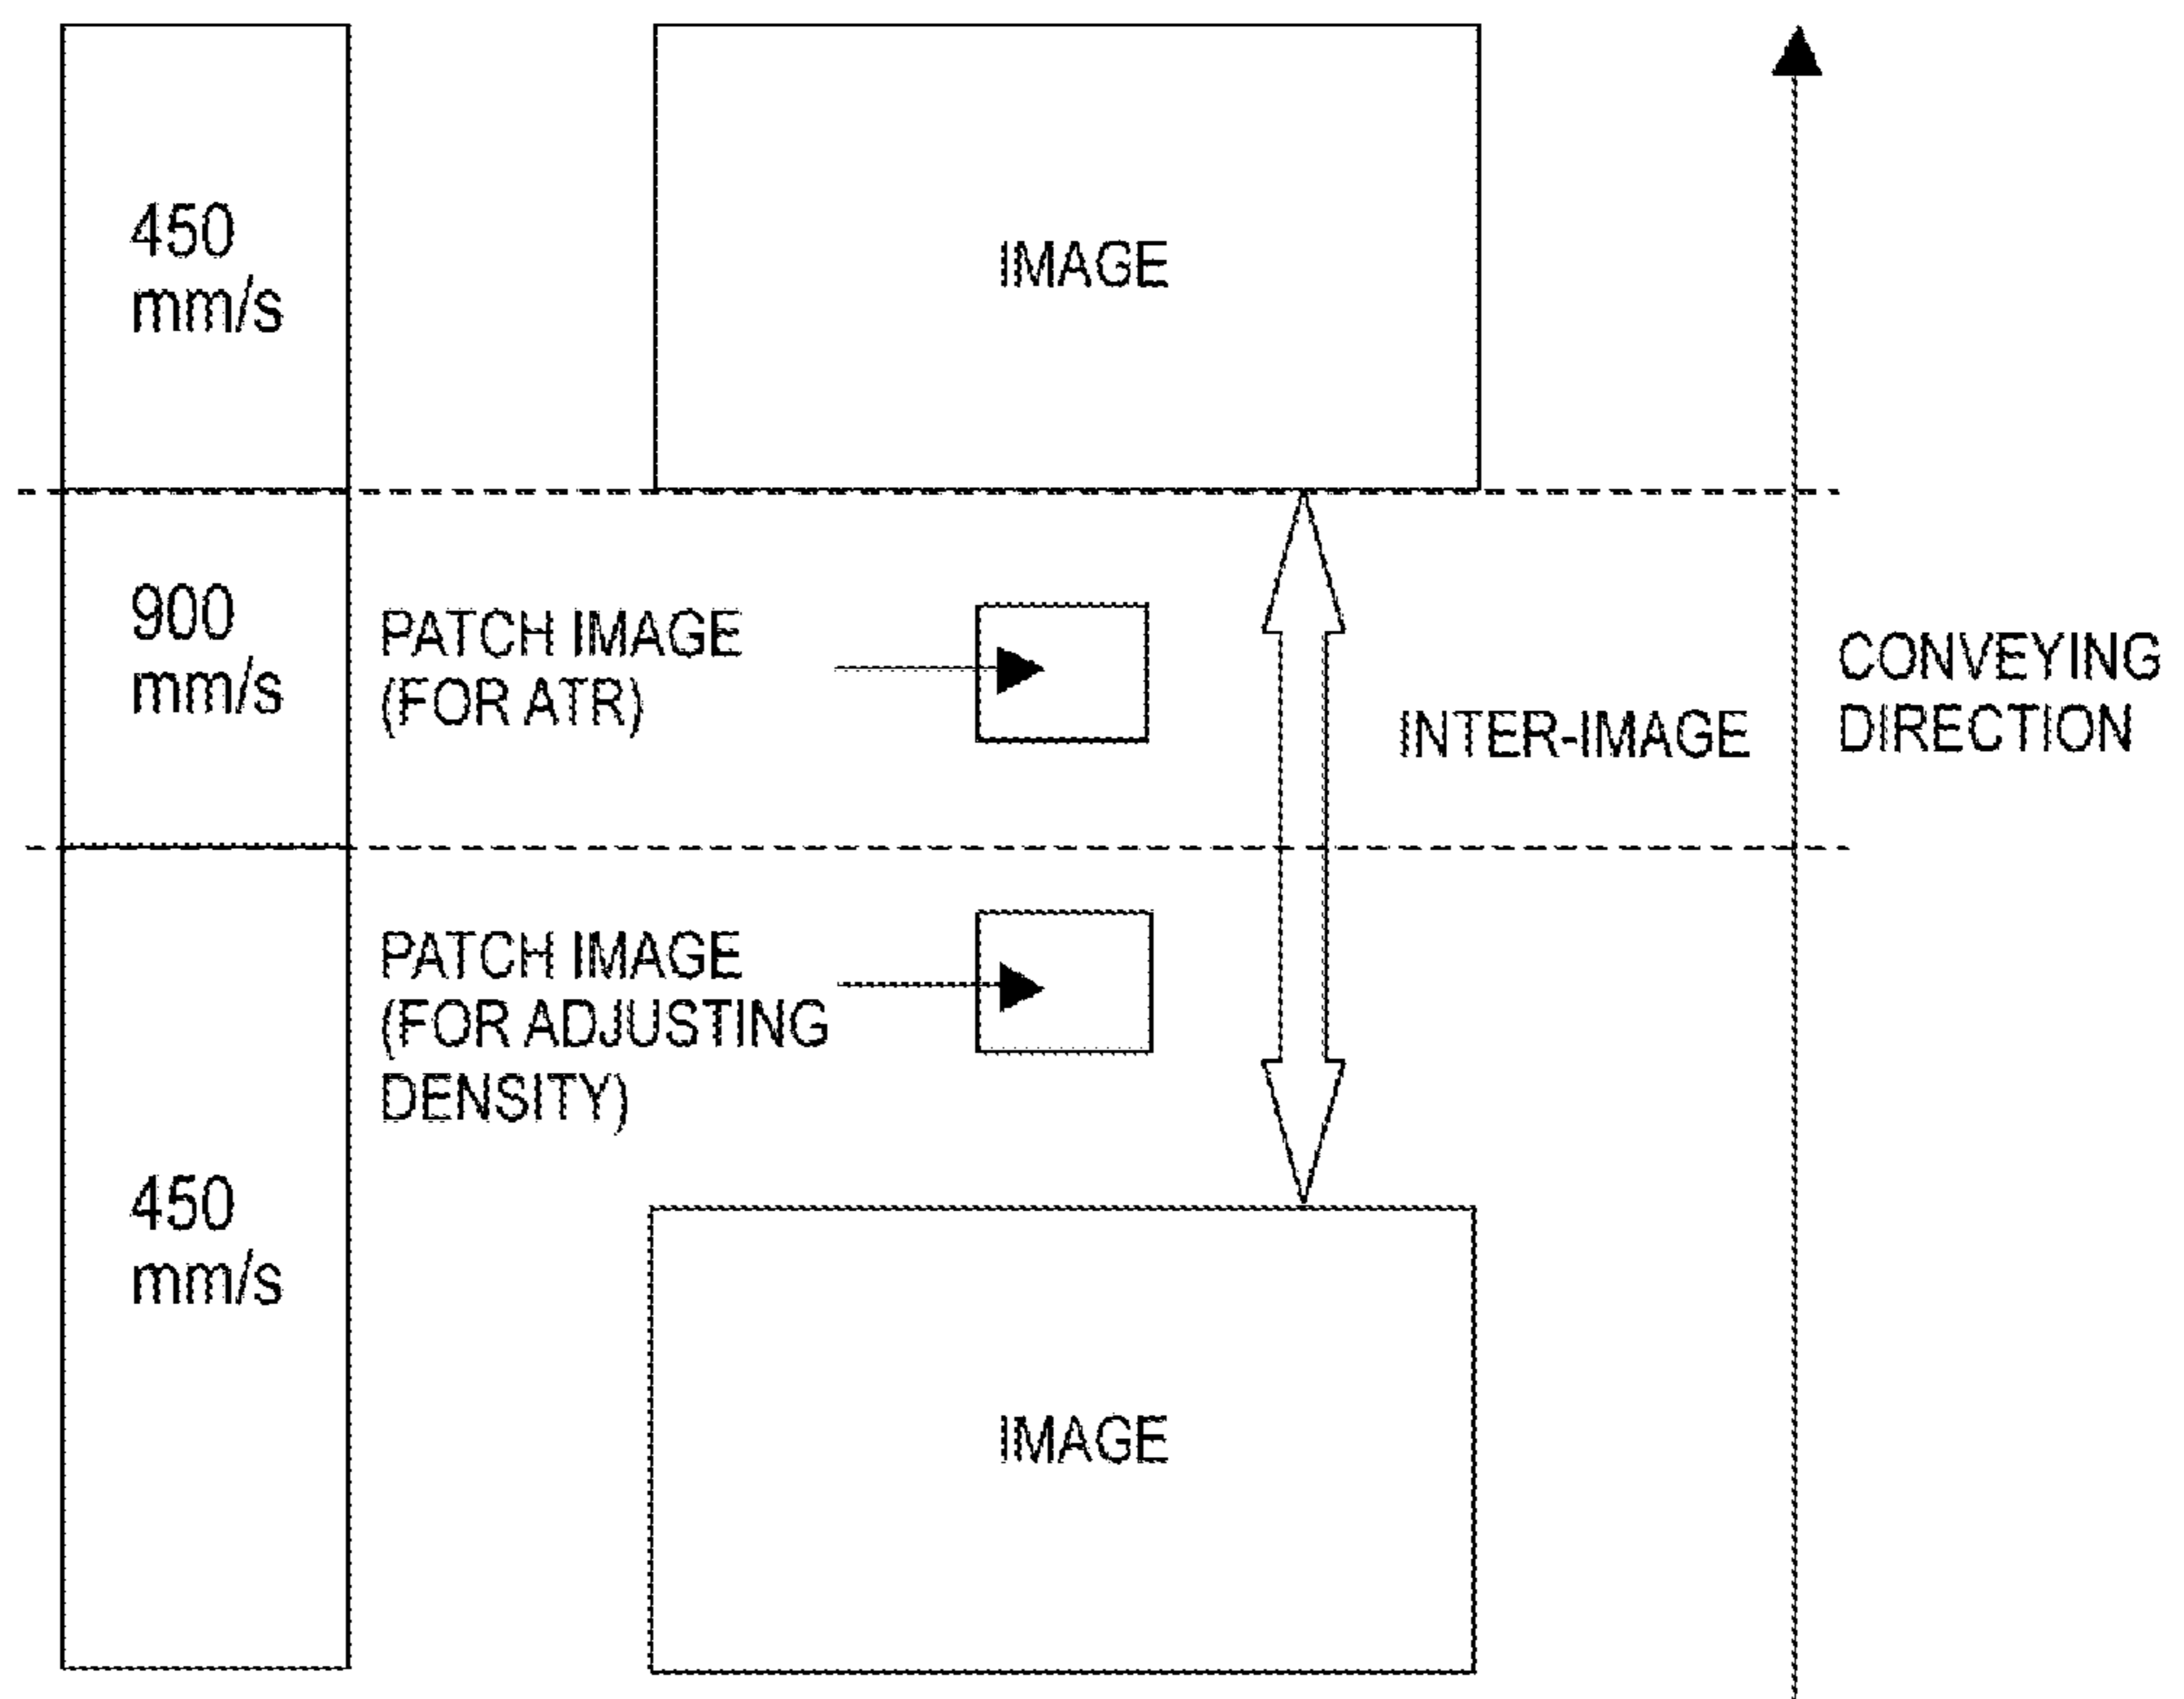 450
mm/s
IMAGE
900
mm/s
PATCH IMAGE
(FOR ATR)
INTER-IMAGE
CONVEYING
DIRECTION
PATCH IMAGE
(FOR ADJUSTING
DENSITY)
450
mm/s
IMAGE